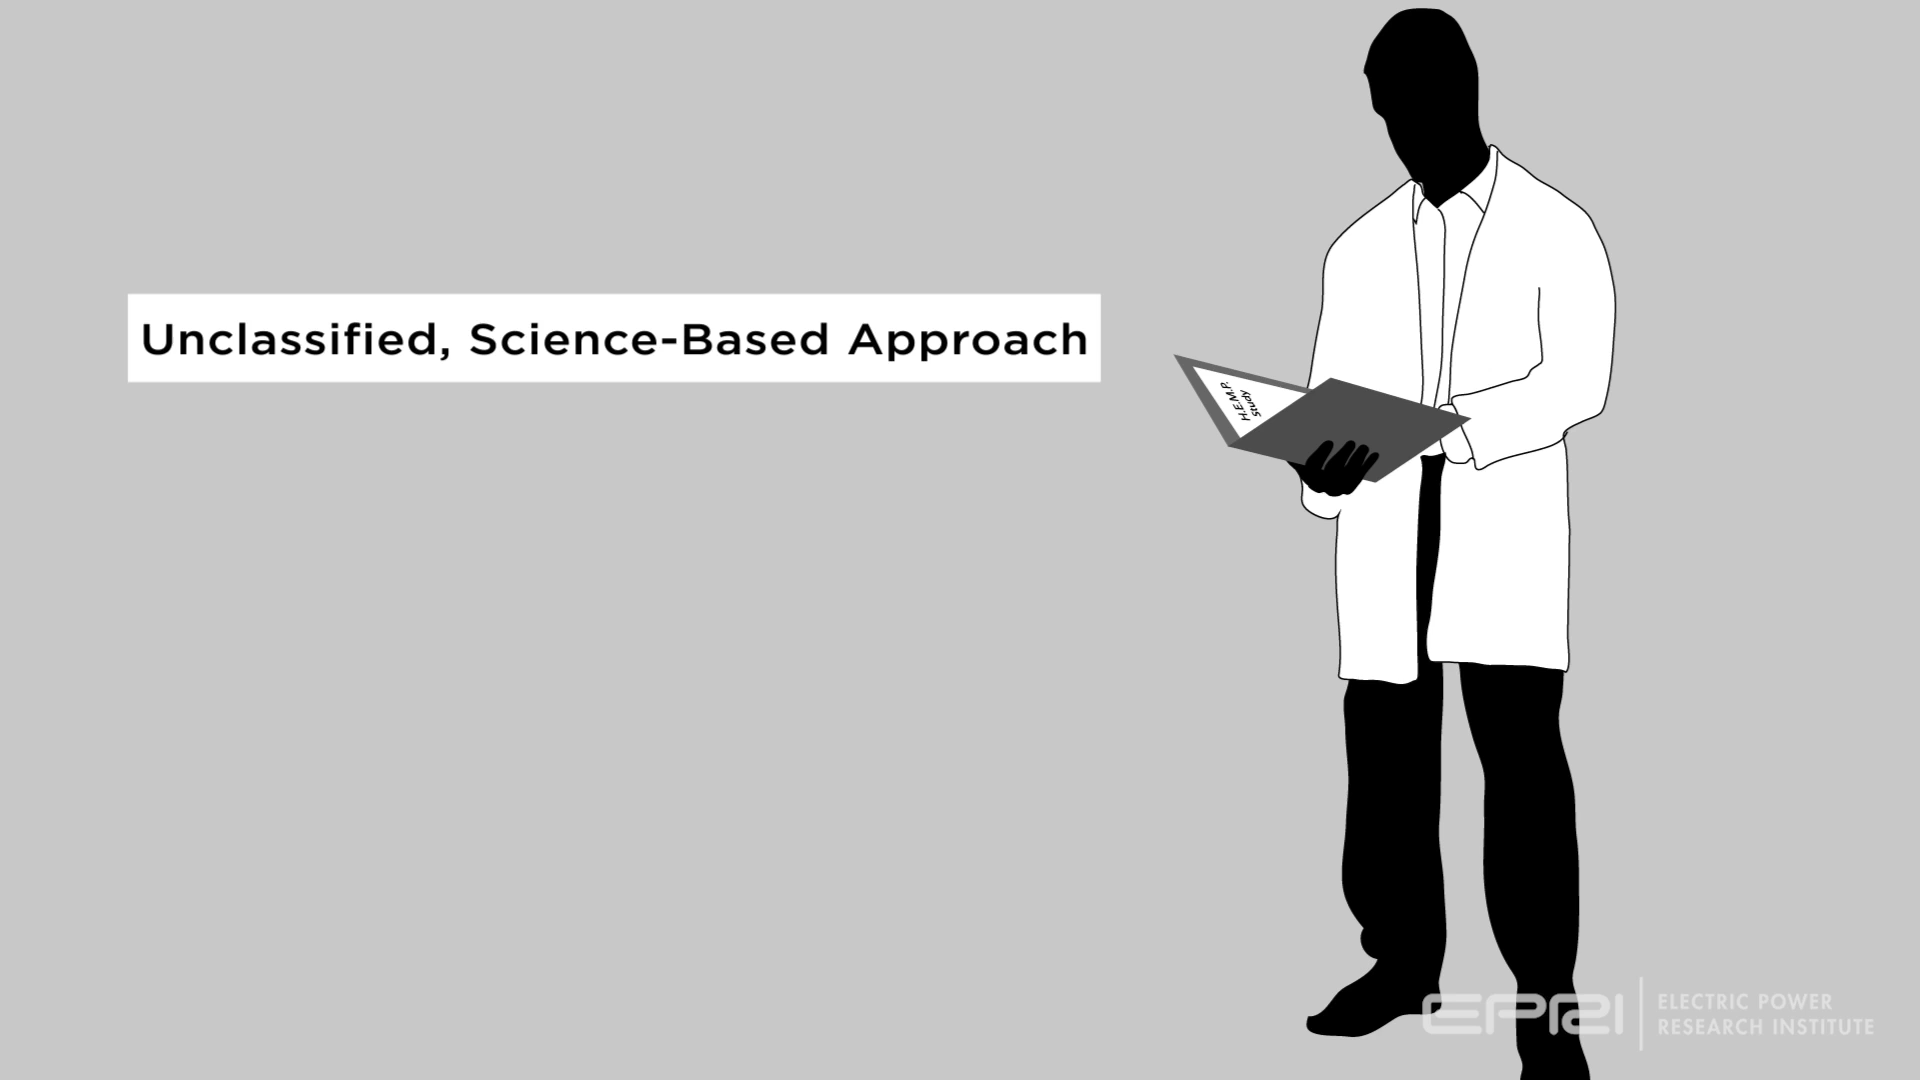 Unclassified, Science-Based Approach
H.E.M.P.
Study
EPRI
ELECTRIC POWER
RESEARCH INSTITUTE